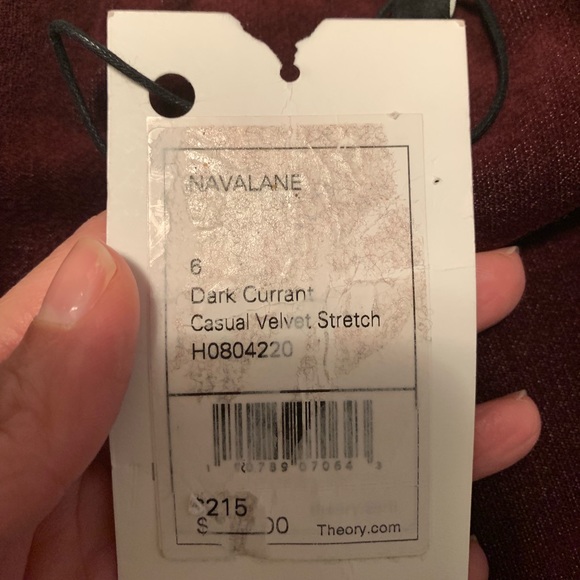 NAVALANE
6
Dark Currant
Casual Velvet Stretch
H0804220
$215
Theory.com